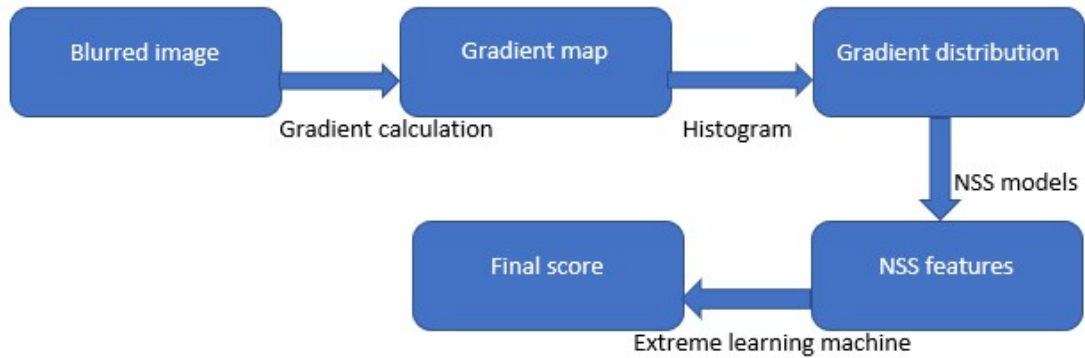 Blurred image
Gradient calculation
Gradient map
Histogram
Gradient distribution
NSS models
NSS features
Extreme learning machine
Final score